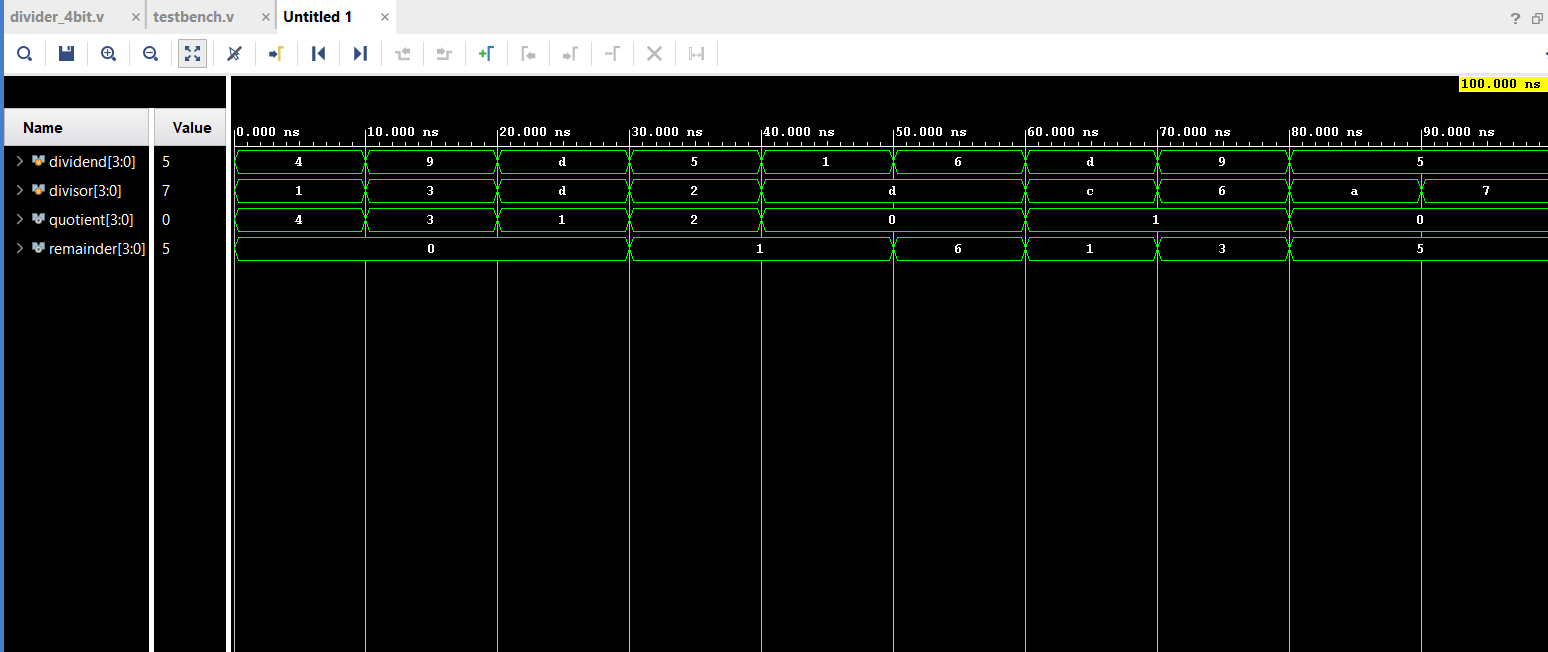 divider_4bit.v × testbench.v × Untitled 1 × ?
100.000 ns
Name Value 0.000 ns 10.000 ns 20.000 ns 30.000 ns 40.000 ns 50.000 ns 60.000 ns 70.000 ns 80.000 ns 90.000 ns
dividend[3:0] 5 4 9 d 5 1 6 d 9 5
divisor[3:0] 7 1 3 d 2 d c 6 a 7
quotient[3:0] 0 4 3 1 2 0 1 0
remainder[3:0] 5 0 1 6 1 3 5